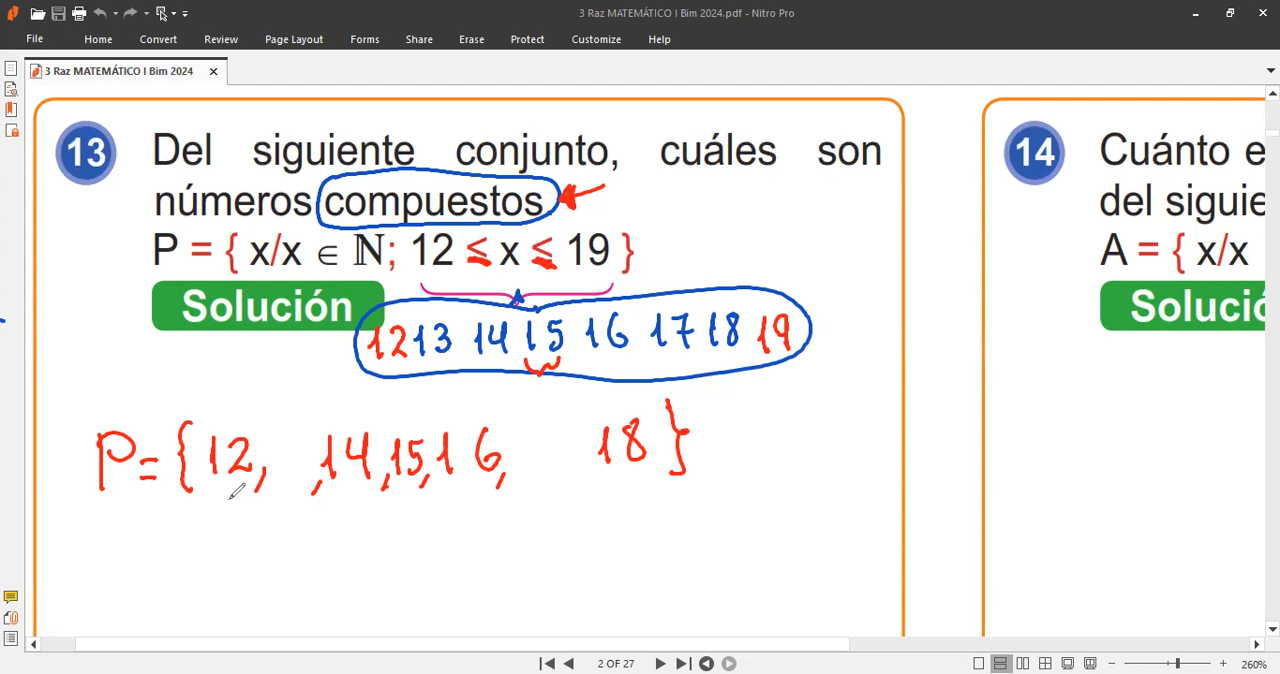 3 Raz MATEMÁTICO I Bim 2024.pdf - Nitro Pro
File Home Convert Review Page Layout Forms Share Erase Protect Customize Help
3 Raz MATEMÁTICO I Bim 2024
13 Del siguiente conjunto, cuáles son
números compuestos
P = { x/x ∈ ℕ; 12 ≤ x ≤ 19 }
Solución
12 13 14 15 16 17 18 19
P = { 12, ,14,15,16, 18 }
14 Cuánto e
del siguie
A = { x/x
Solució
2 OF 27
260%